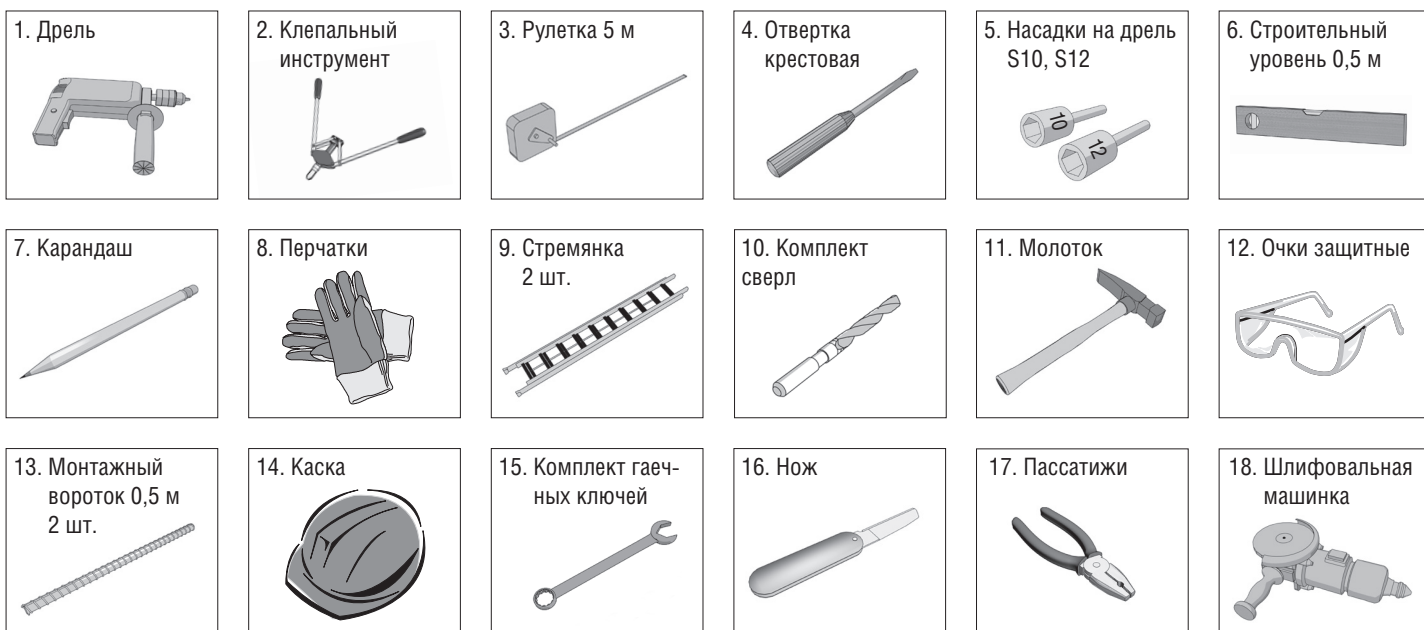 1. Дрель
2. Клепальный
инструмент
3. Рулетка 5 м
4. Отвертка
крестовая
5. Насадки на дрель
S10, S12
10
12
6. Строительный
уровень 0,5 м
7. Карандаш
8. Перчатки
9. Стремянка
2 шт.
10. Комплект
сверл
11. Молоток
12. Очки защитные
13. Монтажный
вороток 0,5 м
2 шт.
14. Каска
15. Комплект гаеч-
ных ключей
16. Нож
17. Пассатижи
18. Шлифовальная
машинка